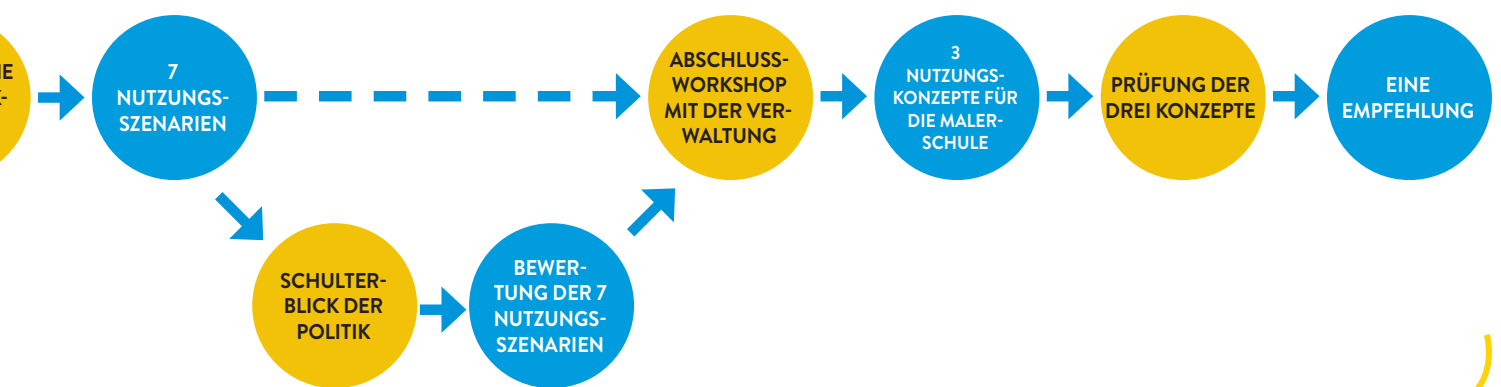 7
NUTZUNGS-
SZENARIEN
ABSCHLUSS-
WORKSHOP
MIT DER VER-
WALTUNG
3
NUTZUNGS-
KONZEPTE FÜR
DIE MALER-
SCHULE
PRÜFUNG DER
DREI KONZEPTE
EINE
EMPFEHLUNG
SCHULTER-
BLICK DER
POLITIK
BEWER-
TUNG DER 7
NUTZUNGS-
SZENARIEN